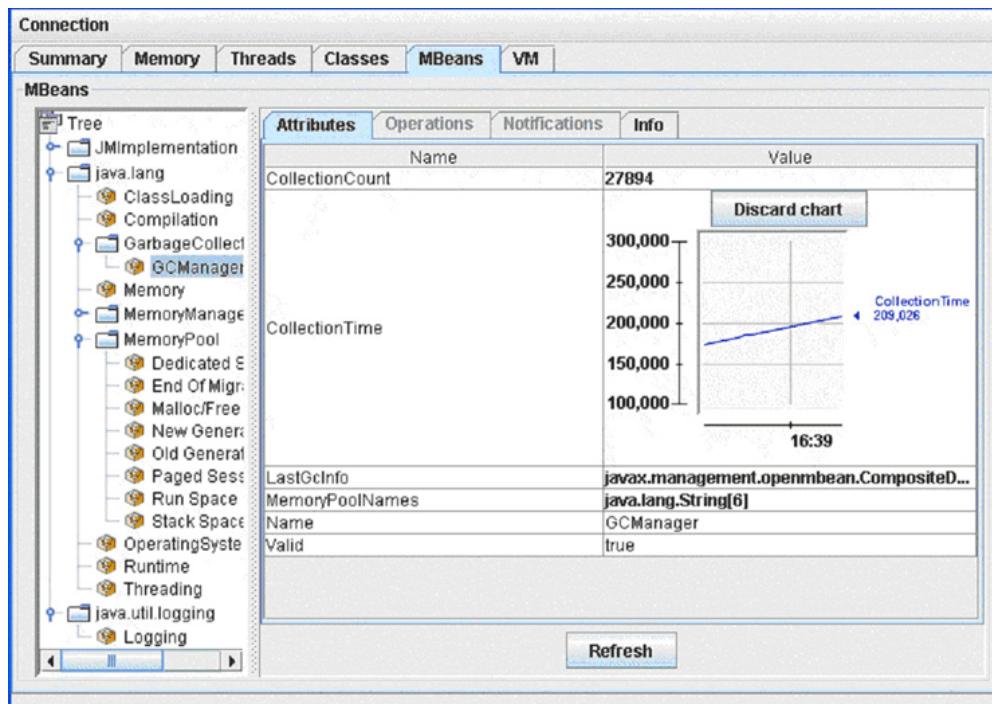 Connection
Summary Memory Threads Classes MBeans VM
MBeans
Tree
JMImplementation
java.lang
ClassLoading
Compilation
GarbageCollect
GCManager
Memory
MemoryManage
MemoryPool
Dedicated S
End Of Migra
Malloc/Free
New Genera
Old Generat
Paged Sess
Run Space
Stack Space
OperatingSyste
Runtime
Threading
java.util.logging
Logging
Attributes Operations Notifications Info
Name Value
CollectionCount 27894
CollectionTime
Discard chart
300,000
250,000
200,000
150,000
100,000
CollectionTime
209,026
16:39
LastGcInfo javax.management.openmbean.CompositeD...
MemoryPoolNames java.lang.String[6]
Name GCManager
Valid true
Refresh